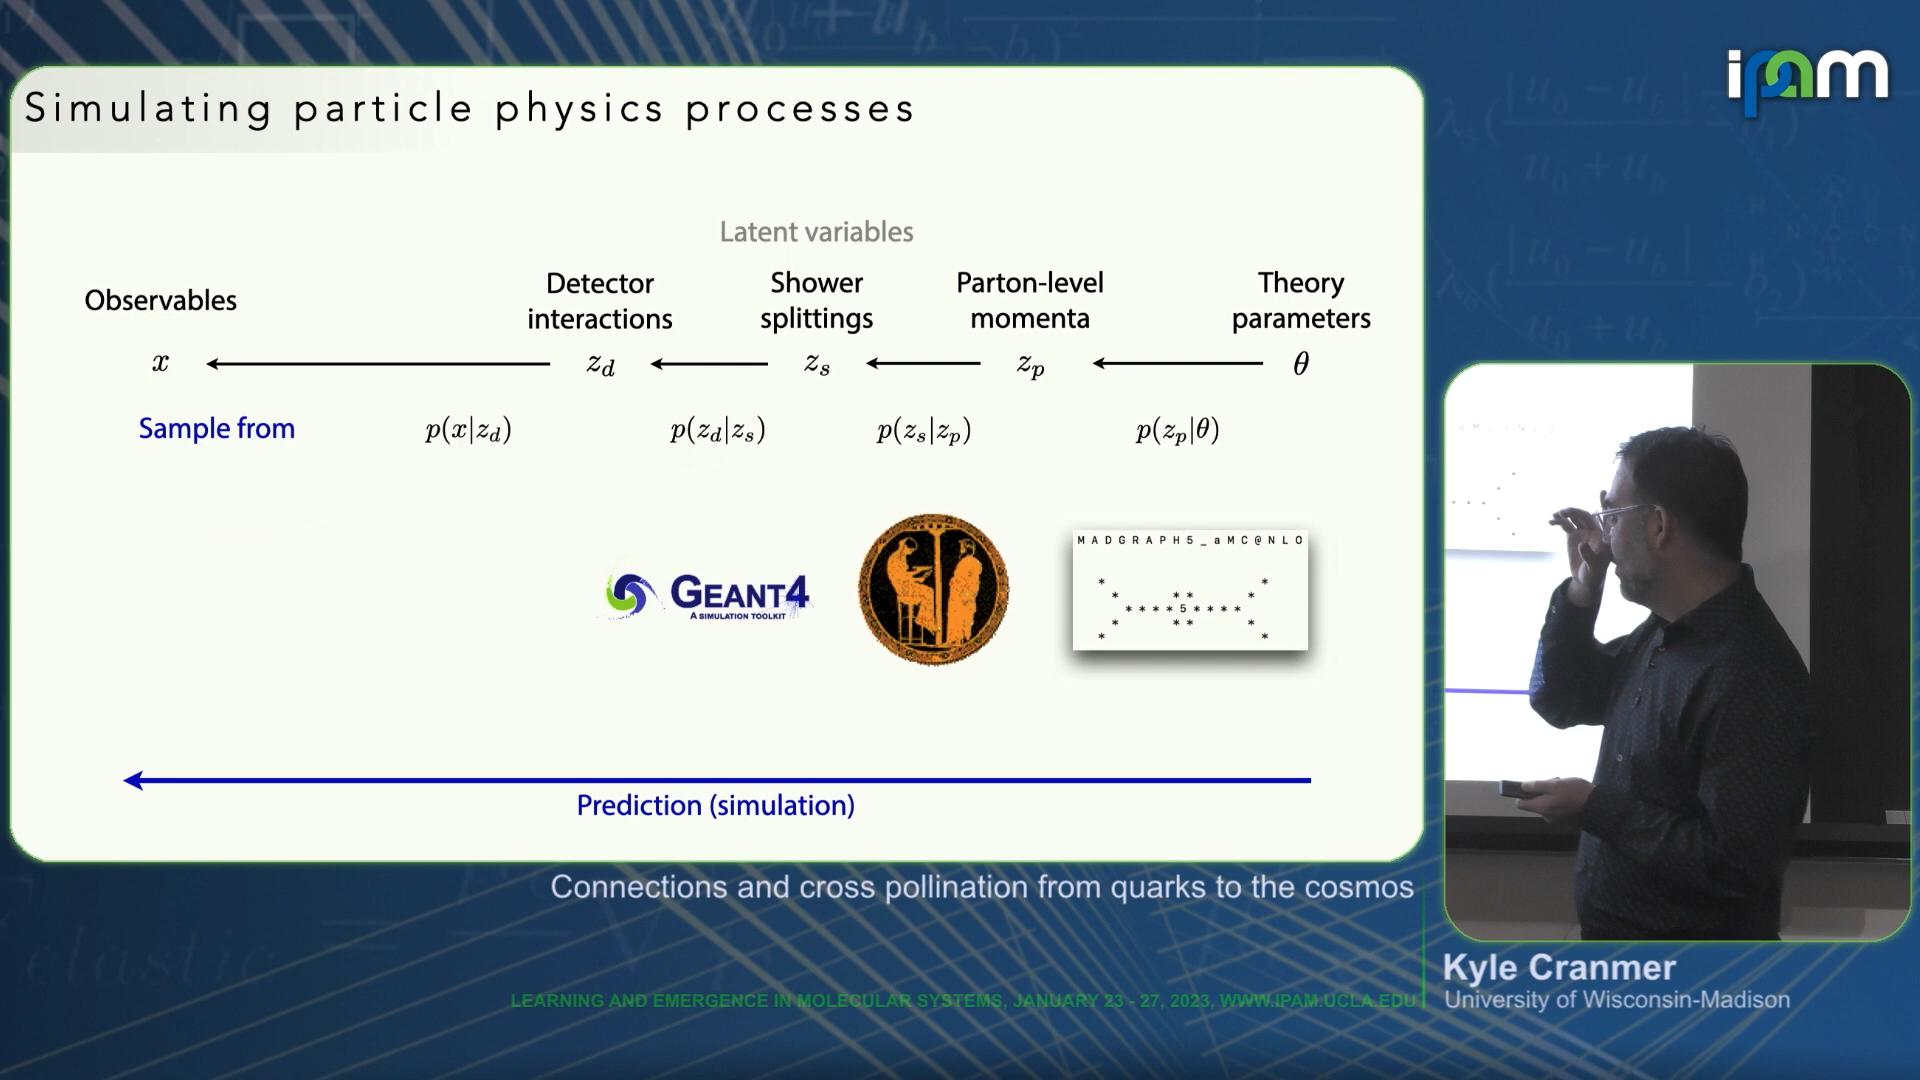 ipam
Simulating particle physics processes
Latent variables
Observables
Detector
interactions
Shower
splittings
Parton-level
momenta
Theory
parameters
x z_d z_s z_p θ
Sample from p(x|z_d) p(z_d|z_s) p(z_s|z_p) p(z_p|θ)
GEANT4
A SIMULATION TOOLKIT
MADGRAPH5_aMC@NLO
* *
* ** *
****5****
* ** *
* *
Prediction (simulation)
Connections and cross pollination from quarks to the cosmos
Kyle Cranmer
University of Wisconsin-Madison
LEARNING AND EMERGENCE IN MOLECULAR SYSTEMS, JANUARY 23 - 27, 2023, WWW.IPAM.UCLA.EDU